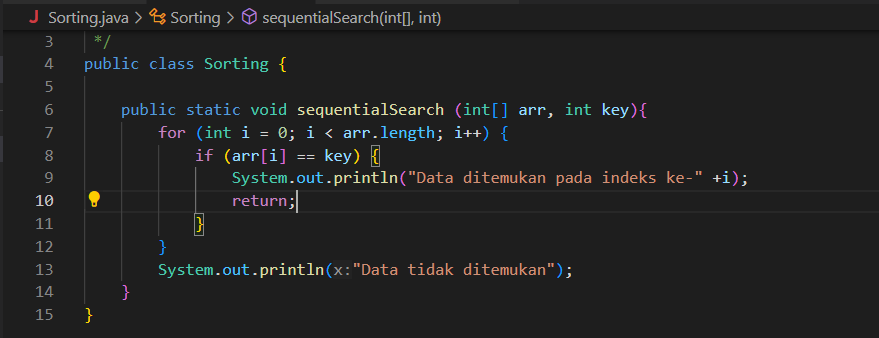 Sorting.java > Sorting > sequentialSearch(int[], int)
3 */
4 public class Sorting {
5
6 public static void sequentialSearch (int[] arr, int key){
7 for (int i = 0; i < arr.length; i++) {
8 if (arr[i] == key) {
9 System.out.println("Data ditemukan pada indeks ke-" +i);
10 return;
11 }
12 }
13 System.out.println(x:"Data tidak ditemukan");
14 }
15 }